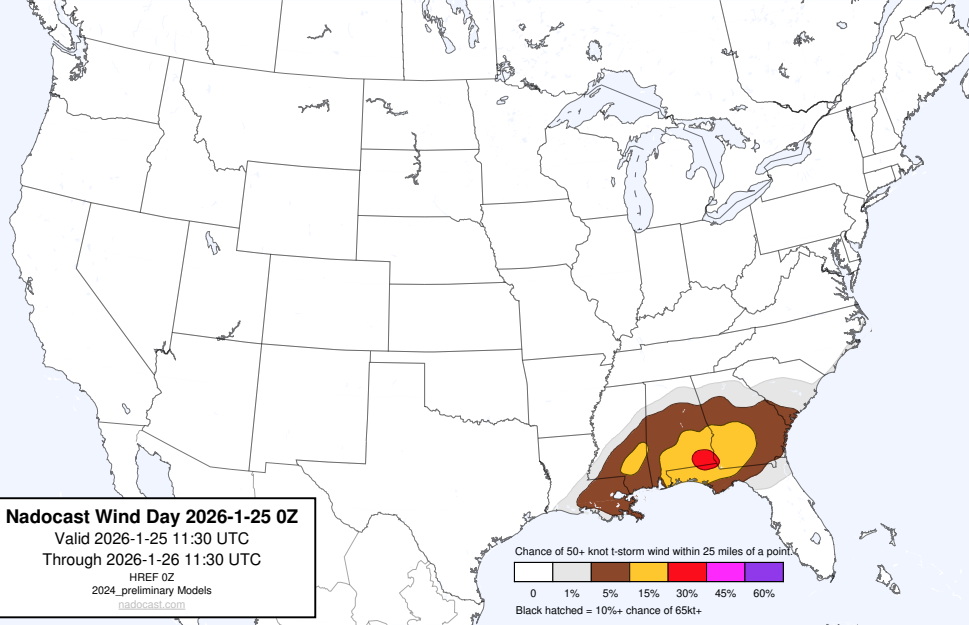 Nadocast Wind Day 2026-1-25 0Z
Valid 2026-1-25 11:30 UTC
Through 2026-1-26 11:30 UTC
HREF 0Z
2024_preliminary Models
nadocast.com
Chance of 50+ knot t-storm wind within 25 miles of a point.
0 1% 5% 15% 30% 45% 60%
Black hatched = 10%+ chance of 65kt+